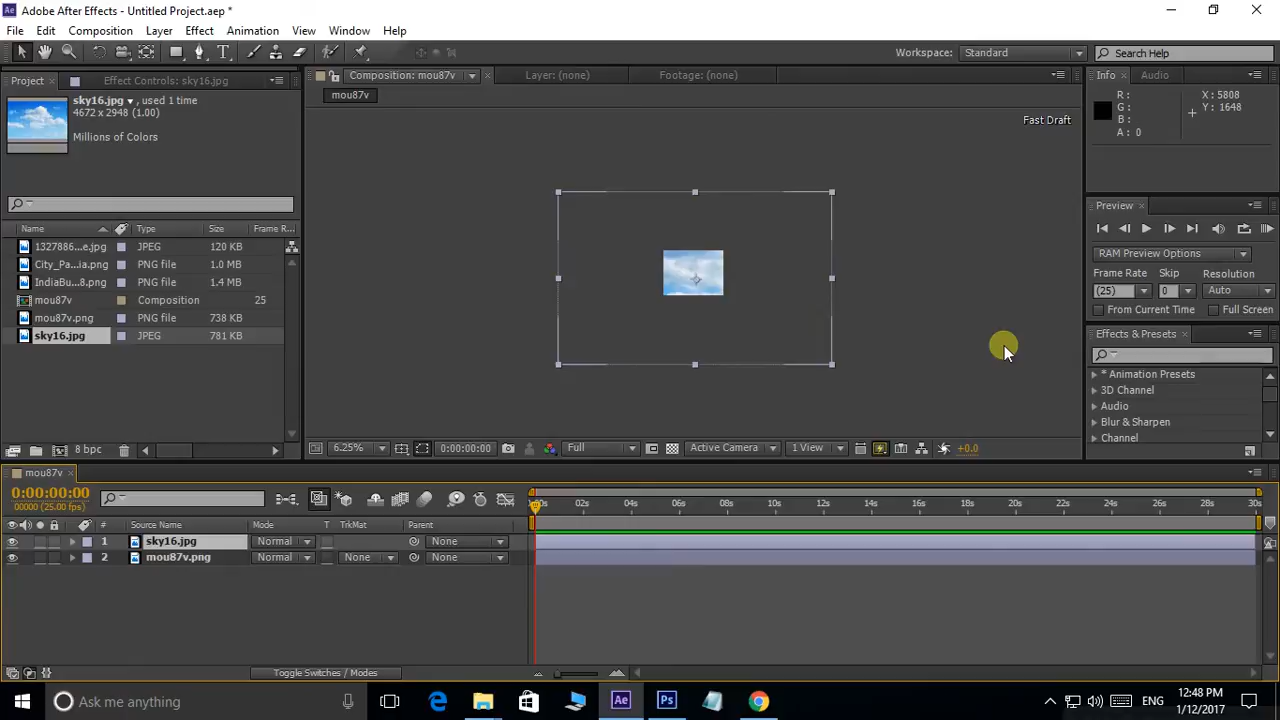 Adobe After Effects - Untitled Project.aep *
File Edit Composition Layer Effect Animation View Window Help
Workspace: Standard Search Help
Project Effect Controls: sky16.jpg
Composition: mou87v Layer: (none) Footage: (none)
Info Audio
sky16.jpg, used 1 time
4672 x 2948 (1.00)
Millions of Colors
mou87v
Fast Draft
R: X: 5808
G: Y: 1648
B:
A: 0
Preview
RAM Preview Options
Frame Rate Skip Resolution
(25) 0 Auto
From Current Time Full Screen
Effects & Presets
* Animation Presets
3D Channel
Audio
Blur & Sharpen
Channel
Name Type Size Frame R...
1327886...e.jpg JPEG 120 KB
City_Pa...ia.png PNG file 1.0 MB
IndiaBu...8.png PNG file 1.4 MB
mou87v Composition 25
mou87v.png PNG file 738 KB
sky16.jpg JPEG 781 KB
8 bpc
6.25% 0:00:00:00 Full Active Camera 1 View +0.0
mou87v
0:00:00:00
00000 (25.00 fps)
02s 04s 06s 08s 10s 12s 14s 16s 18s 20s 22s 24s 26s 28s 30s
# Source Name Mode T TrkMat Parent
1 sky16.jpg Normal None
2 mou87v.png Normal None None
Toggle Switches / Modes
Ask me anything
ENG
12:48 PM
1/12/2017